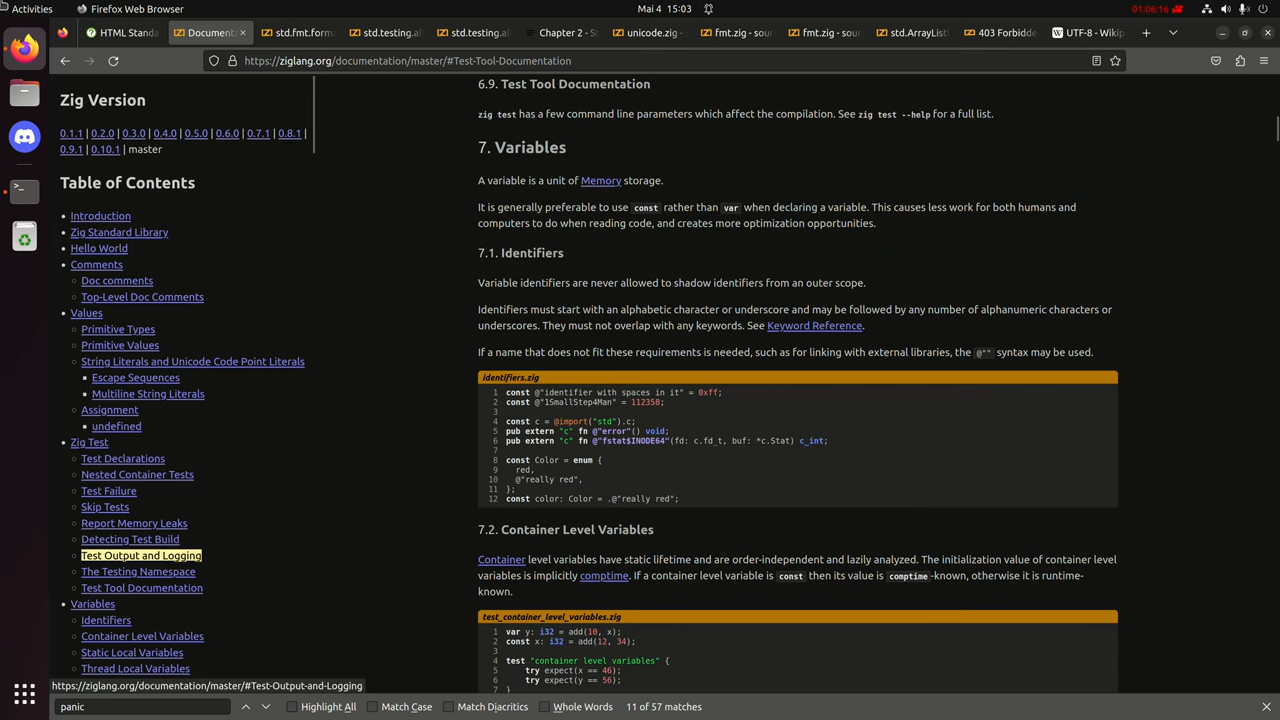 Activities
Firefox Web Browser
Mai 4 15:03
01:06:16
HTML Standa
Documenta
std.fmt.form
std.testing.al
std.testing.al
Chapter 2 - S
unicode.zig -
fmt.zig - sour
fmt.zig - sour
std.ArrayList
403 Forbidde
UTF-8 - Wikip
https://ziglang.org/documentation/master/#Test-Tool-Documentation
Zig Version
0.1.1 | 0.2.0 | 0.3.0 | 0.4.0 | 0.5.0 | 0.6.0 | 0.7.1 | 0.8.1 |
0.9.1 | 0.10.1 | master
Table of Contents
• Introduction
• Zig Standard Library
• Hello World
• Comments
◦ Doc comments
◦ Top-Level Doc Comments
• Values
◦ Primitive Types
◦ Primitive Values
◦ String Literals and Unicode Code Point Literals
▪ Escape Sequences
▪ Multiline String Literals
◦ Assignment
▪ undefined
• Zig Test
◦ Test Declarations
◦ Nested Container Tests
◦ Test Failure
◦ Skip Tests
◦ Report Memory Leaks
◦ Detecting Test Build
◦ Test Output and Logging
◦ The Testing Namespace
◦ Test Tool Documentation
• Variables
◦ Identifiers
◦ Container Level Variables
◦ Static Local Variables
◦ Thread Local Variables
https://ziglang.org/documentation/master/#Test-Output-and-Logging
6.9. Test Tool Documentation
zig test has a few command line parameters which affect the compilation. See zig test --help for a full list.
7. Variables
A variable is a unit of Memory storage.
It is generally preferable to use const rather than var when declaring a variable. This causes less work for both humans and
computers to do when reading code, and creates more optimization opportunities.
7.1. Identifiers
Variable identifiers are never allowed to shadow identifiers from an outer scope.
Identifiers must start with an alphabetic character or underscore and may be followed by any number of alphanumeric characters or
underscores. They must not overlap with any keywords. See Keyword Reference.
If a name that does not fit these requirements is needed, such as for linking with external libraries, the @"" syntax may be used.
identifiers.zig
1 const @"identifier with spaces in it" = 0xff;
2 const @"1SmallStep4Man" = 112358;
3
4 const c = @import("std").c;
5 pub extern "c" fn @"error"() void;
6 pub extern "c" fn @"fstat$INODE64"(fd: c.fd_t, buf: *c.Stat) c_int;
7
8 const Color = enum {
9 red,
10 @"really red",
11 };
12 const color: Color = .@"really red";
7.2. Container Level Variables
Container level variables have static lifetime and are order-independent and lazily analyzed. The initialization value of container level
variables is implicitly comptime. If a container level variable is const then its value is comptime-known, otherwise it is runtime-
known.
test_container_level_variables.zig
1 var y: i32 = add(10, x);
2 const x: i32 = add(12, 34);
3
4 test "container level variables" {
5 try expect(x == 46);
6 try expect(y == 56);
7 }
panic
Highlight All
Match Case
Match Diacritics
Whole Words
11 of 57 matches